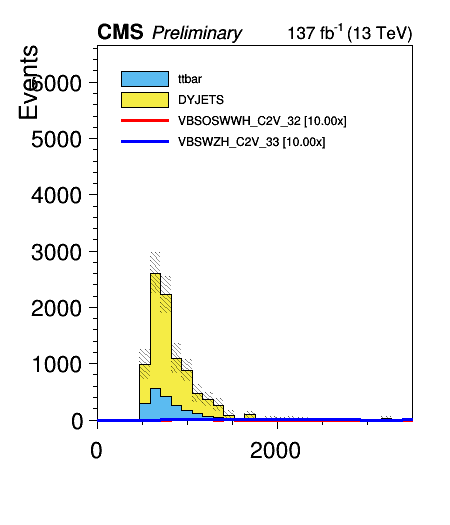 CMS Preliminary 137 fb-1 (13 TeV)
Events
6000
ttbar
DYJETS
VBSOSWWH_C2V_32 [10.00x]
5000
VBSWZH_C2V_33 [10.00x]
4000
3000
2000
1000
0
0 2000